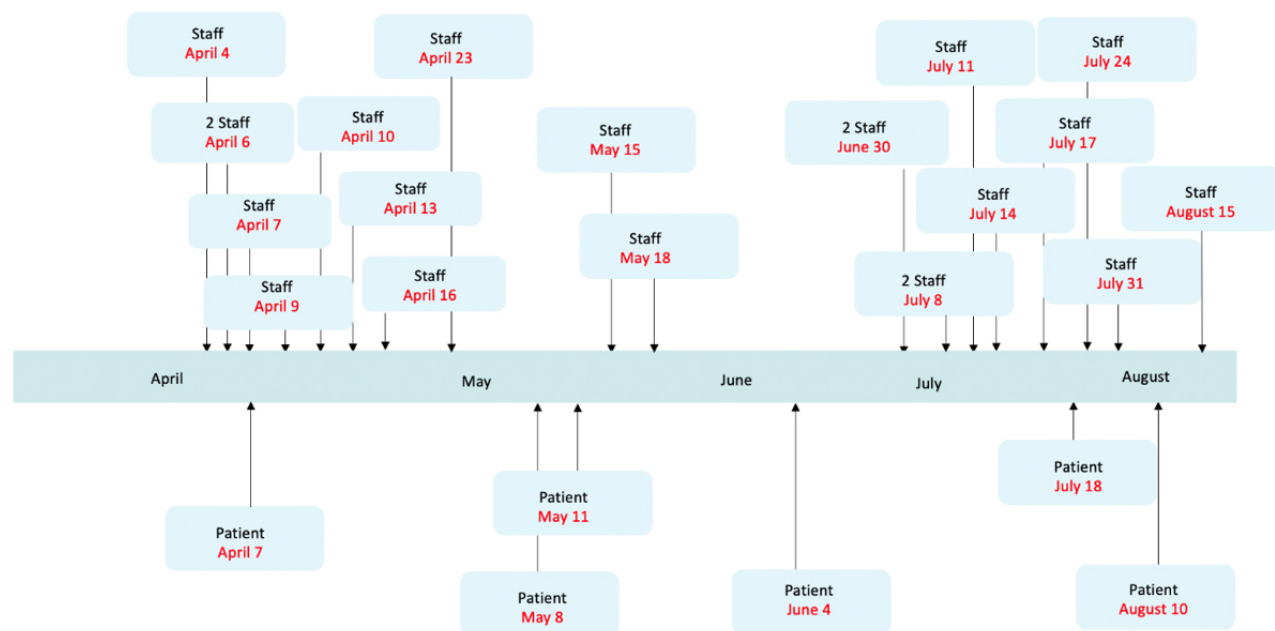 Staff
April 4
Staff
April 23
Staff
July 11
Staff
July 24
2 Staff
April 6
Staff
April 10
Staff
May 15
2 Staff
June 30
Staff
July 17
Staff
April 7
Staff
April 13
Staff
July 14
Staff
August 15
Staff
May 18
Staff
April 9
Staff
April 16
2 Staff
July 8
Staff
July 31
April
May
June
July
August
Patient
July 18
Patient
May 11
Patient
April 7
Patient
May 8
Patient
June 4
Patient
August 10